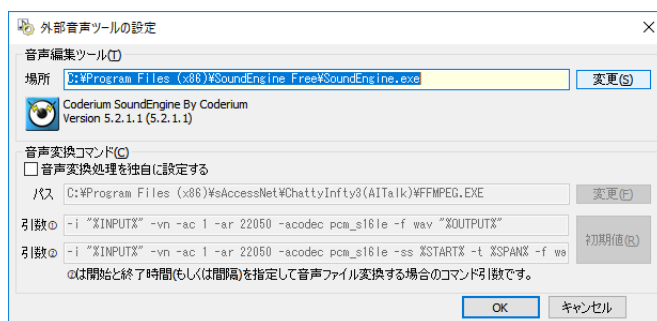 外部音声ツールの設定
音声編集ツール(T)
場所 C:¥Program Files (x86)¥SoundEngine Free¥SoundEngine.exe 変更(S)
Coderium SoundEngine By Coderium
Version 5.2.1.1 (5.2.1.1)
音声変換コマンド(C)
音声変換処理を独自に設定する
パス C:¥Program Files (x86)¥sAccessNet¥ChattyInfty3(AITalk)¥FFMPEG.EXE 変更(F)
引数① -i "%INPUT%" -vn -ac 1 -ar 22050 -acodec pcm_s16le -f wav "%OUTPUT%"
初期値(R)
引数② -i "%INPUT%" -vn -ac 1 -ar 22050 -acodec pcm_s16le -ss %START% -t %SPAN% -f wa
②は開始と終了時間(もしくは間隔)を指定して音声ファイル変換する場合のコマンド引数です。
OK キャンセル